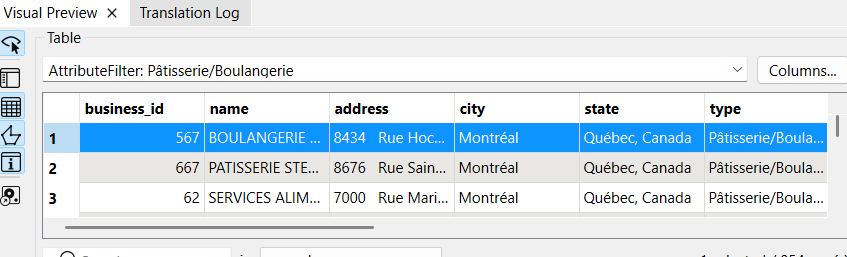 Visual Preview × Translation Log
Table
AttributeFilter: Pâtisserie/Boulangerie Columns...
business_id name address city state type
1 567 BOULANGERIE ... 8434 Rue Hoc... Montréal Québec, Canada Pâtisserie/Boula...
2 667 PATISSERIE STE... 8676 Rue Sain... Montréal Québec, Canada Pâtisserie/Boula...
3 62 SERVICES ALIM... 7000 Rue Mari... Montréal Québec, Canada Pâtisserie/Boula...